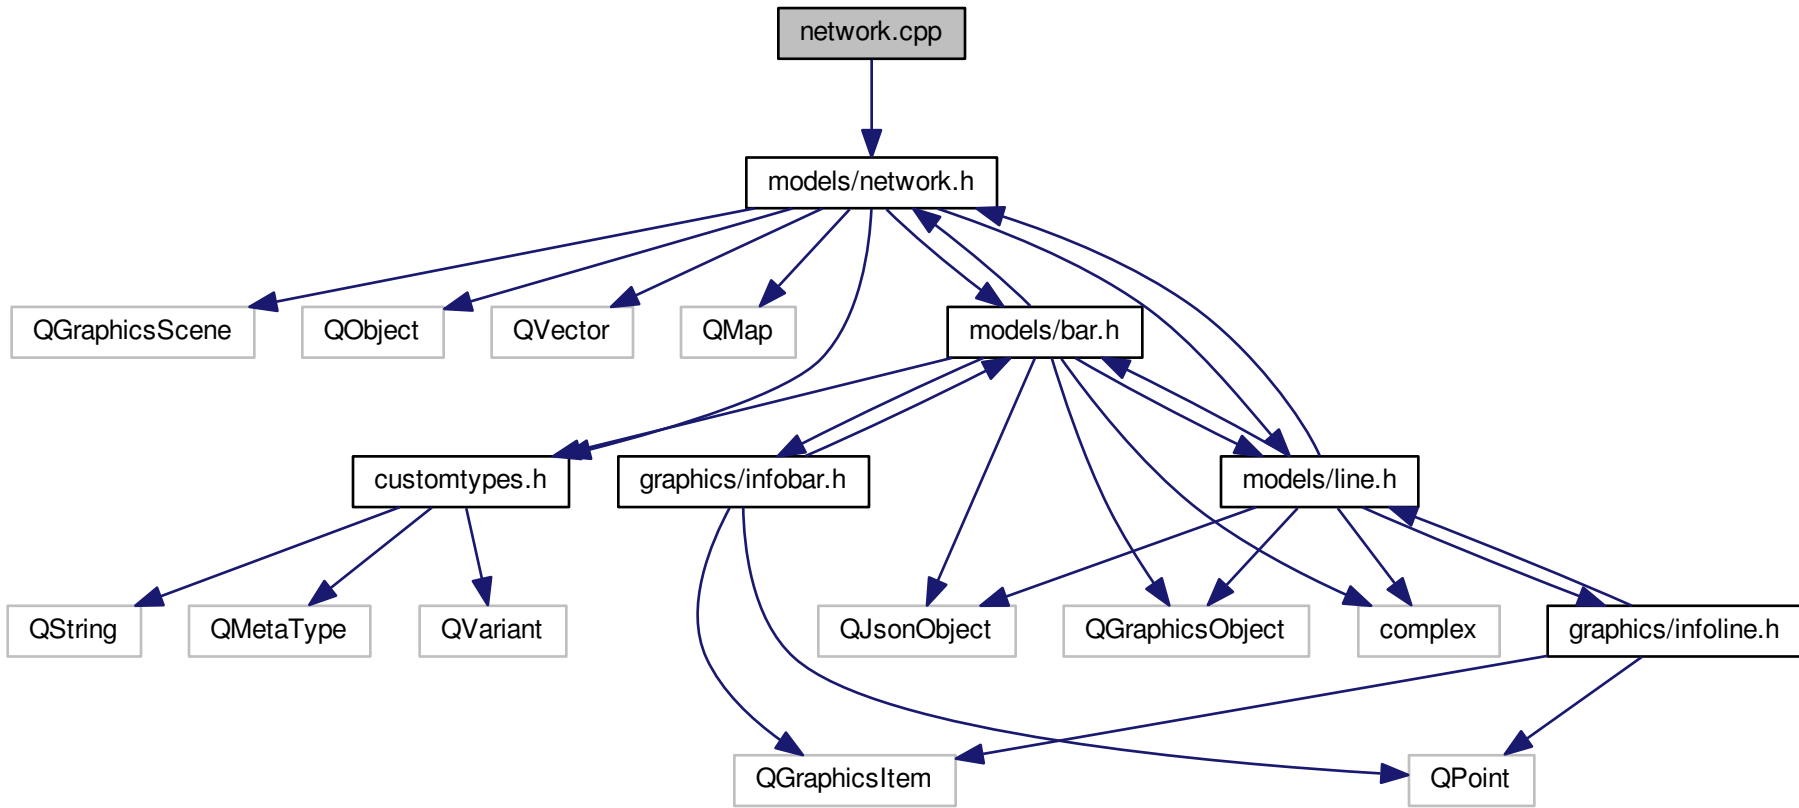 network.cpp
models/network.h
QGraphicsScene
QObject
QVector
QMap
models/bar.h
customtypes.h
graphics/infobar.h
models/line.h
QString
QMetaType
QVariant
QJsonObject
QGraphicsObject
complex
graphics/infoline.h
QGraphicsItem
QPoint